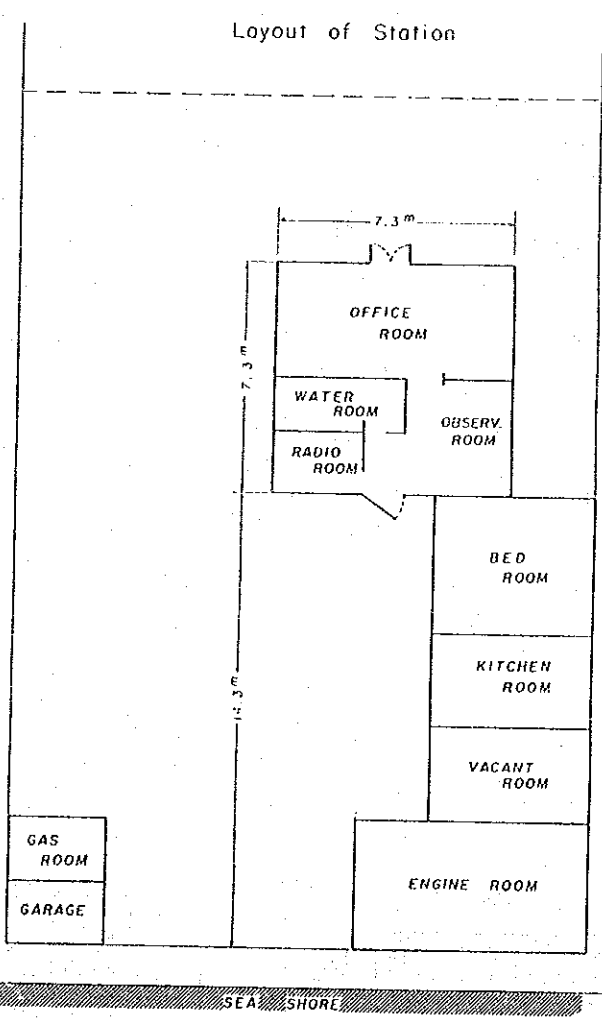 Layout of Station
7.3 m
OFFICE
ROOM
7.3 m
WATER
ROOM
OBSERV.
ROOM
RADIO
ROOM
BED
ROOM
KITCHEN
ROOM
VACANT
ROOM
GAS
ROOM
ENGINE ROOM
GARAGE
SEA SHORE